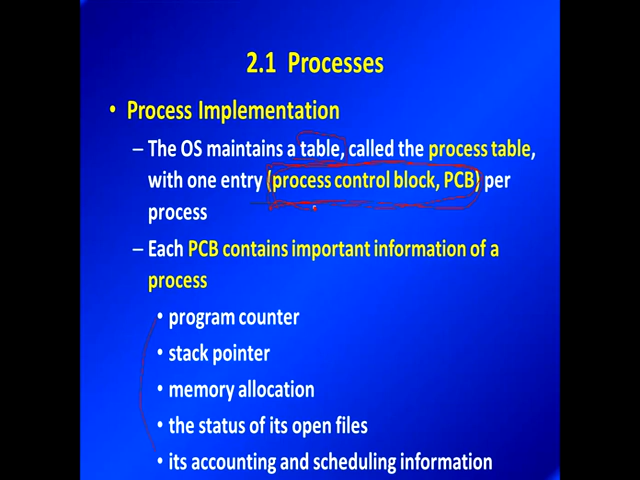 2.1 Processes
• Process Implementation
– The OS maintains a table, called the process table,
with one entry (process control block, PCB) per
process
– Each PCB contains important information of a
process
• program counter
• stack pointer
• memory allocation
• the status of its open files
• its accounting and scheduling information